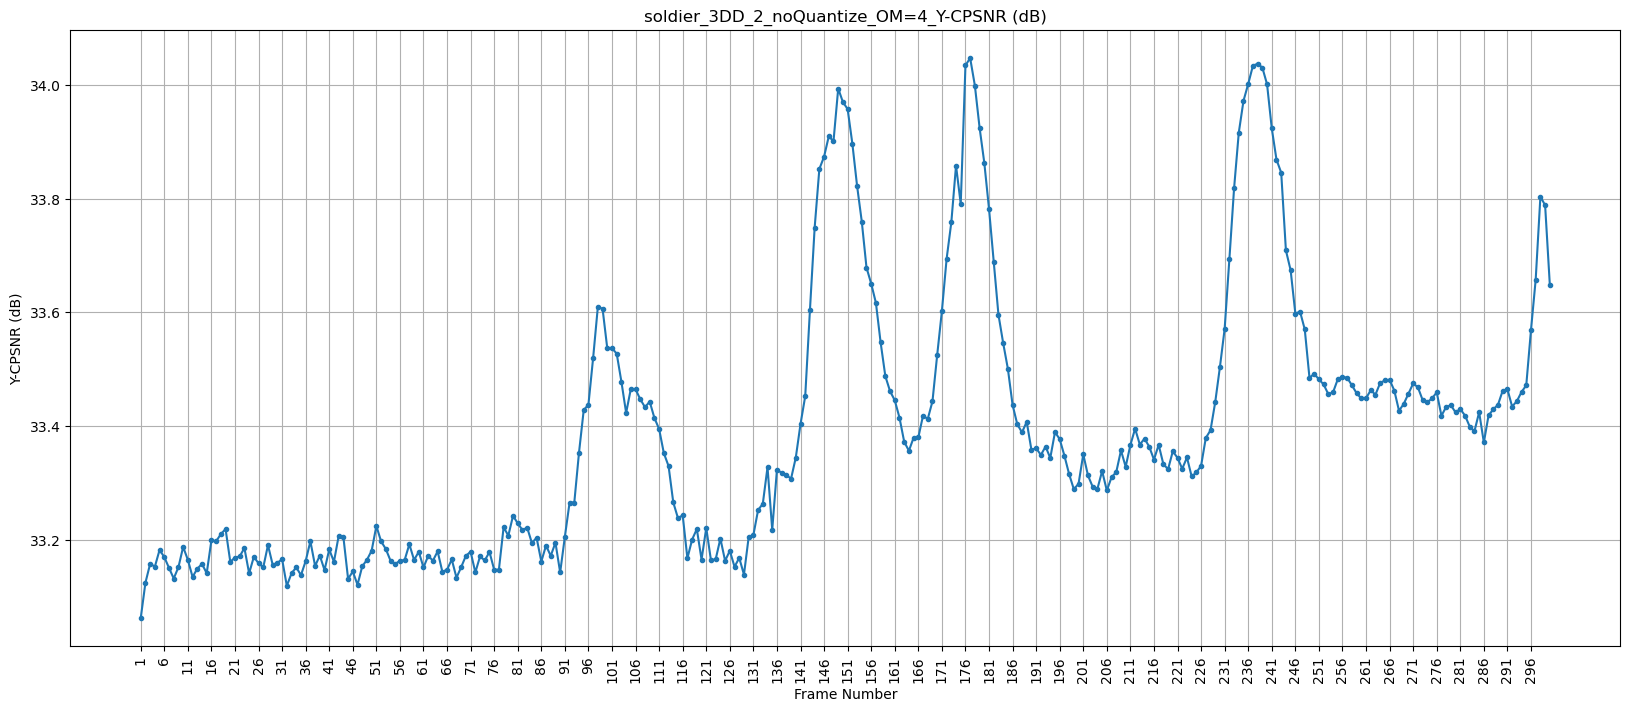 soldier_3DD_2_noQuantize_OM=4_Y-CPSNR (dB)
Y-CPSNR (dB)
34.0
33.8
33.6
33.4
33.2
1 6 11 16 21 26 31 36 41 46 51 56 61 66 71 76 81 86 91 96 101 106 111 116 121 126 131 136 141 146 151 156 161 166 171 176 181 186 191 196 201 206 211 216 221 226 231 236 241 246 251 256 261 266 271 276 281 286 291 296
Frame Number